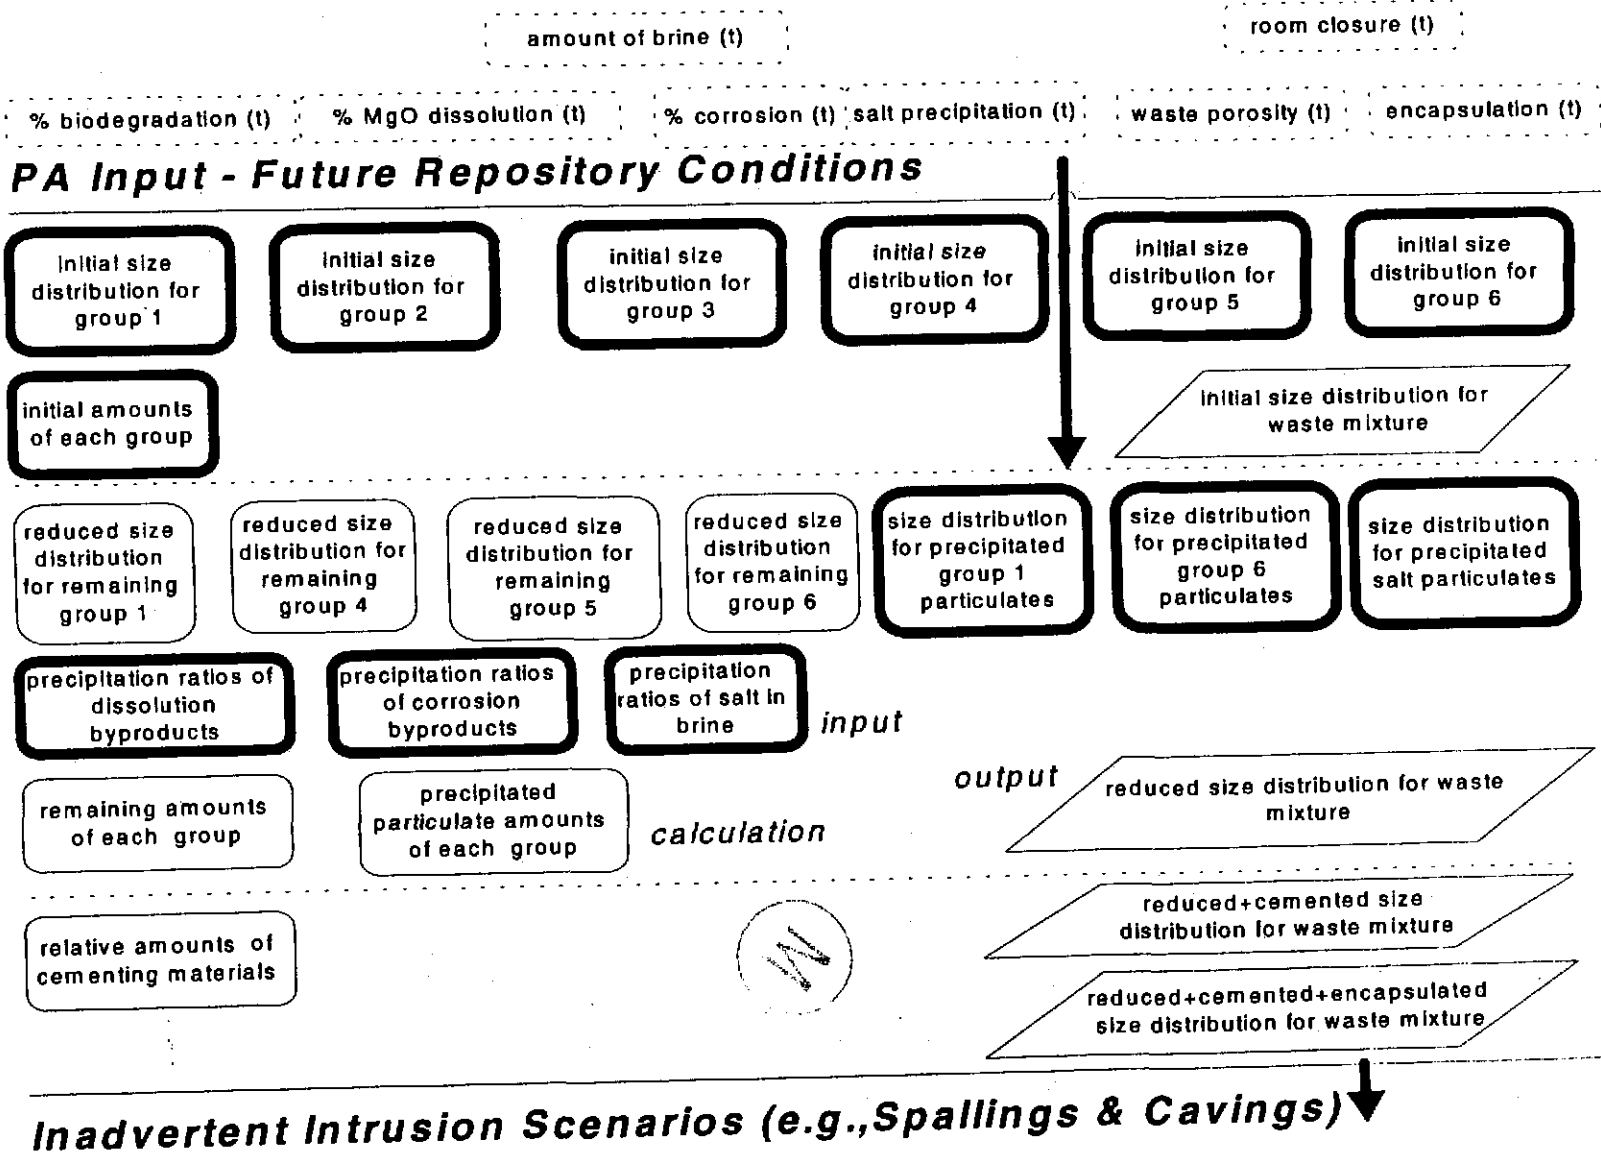 amount of brine (t)
room closure (t)
% biodegradation (t)
% MgO dissolution (t)
% corrosion (t)
salt precipitation (t)
waste porosity (t)
encapsulation (t)
PA Input - Future Repository Conditions
initial size
distribution for
group 1
initial size
distribution for
group 2
initial size
distribution for
group 3
initial size
distribution for
group 4
initial size
distribution for
group 5
initial size
distribution for
group 6
initial amounts
of each group
initial size distribution for
waste mixture
reduced size
distribution
for remaining
group 1
reduced size
distribution for
remaining
group 4
reduced size
distribution for
remaining
group 5
reduced size
distribution
for remaining
group 6
size distribution
for precipitated
group 1
particulates
size distribution
for precipitated
group 6
particulates
size distribution
for precipitated
salt particulates
precipitation ratios of
dissolution
byproducts
precipitation ratios
of corrosion
byproducts
precipitation
ratios of salt in
brine
input
remaining amounts
of each group
precipitated
particulate amounts
of each group
calculation
output
reduced size distribution for waste
mixture
relative amounts of
cementing materials
reduced+cemented size
distribution for waste mixture
reduced+cemented+encapsulated
size distribution for waste mixture
Inadvertent Intrusion Scenarios (e.g.,Spallings & Cavings)